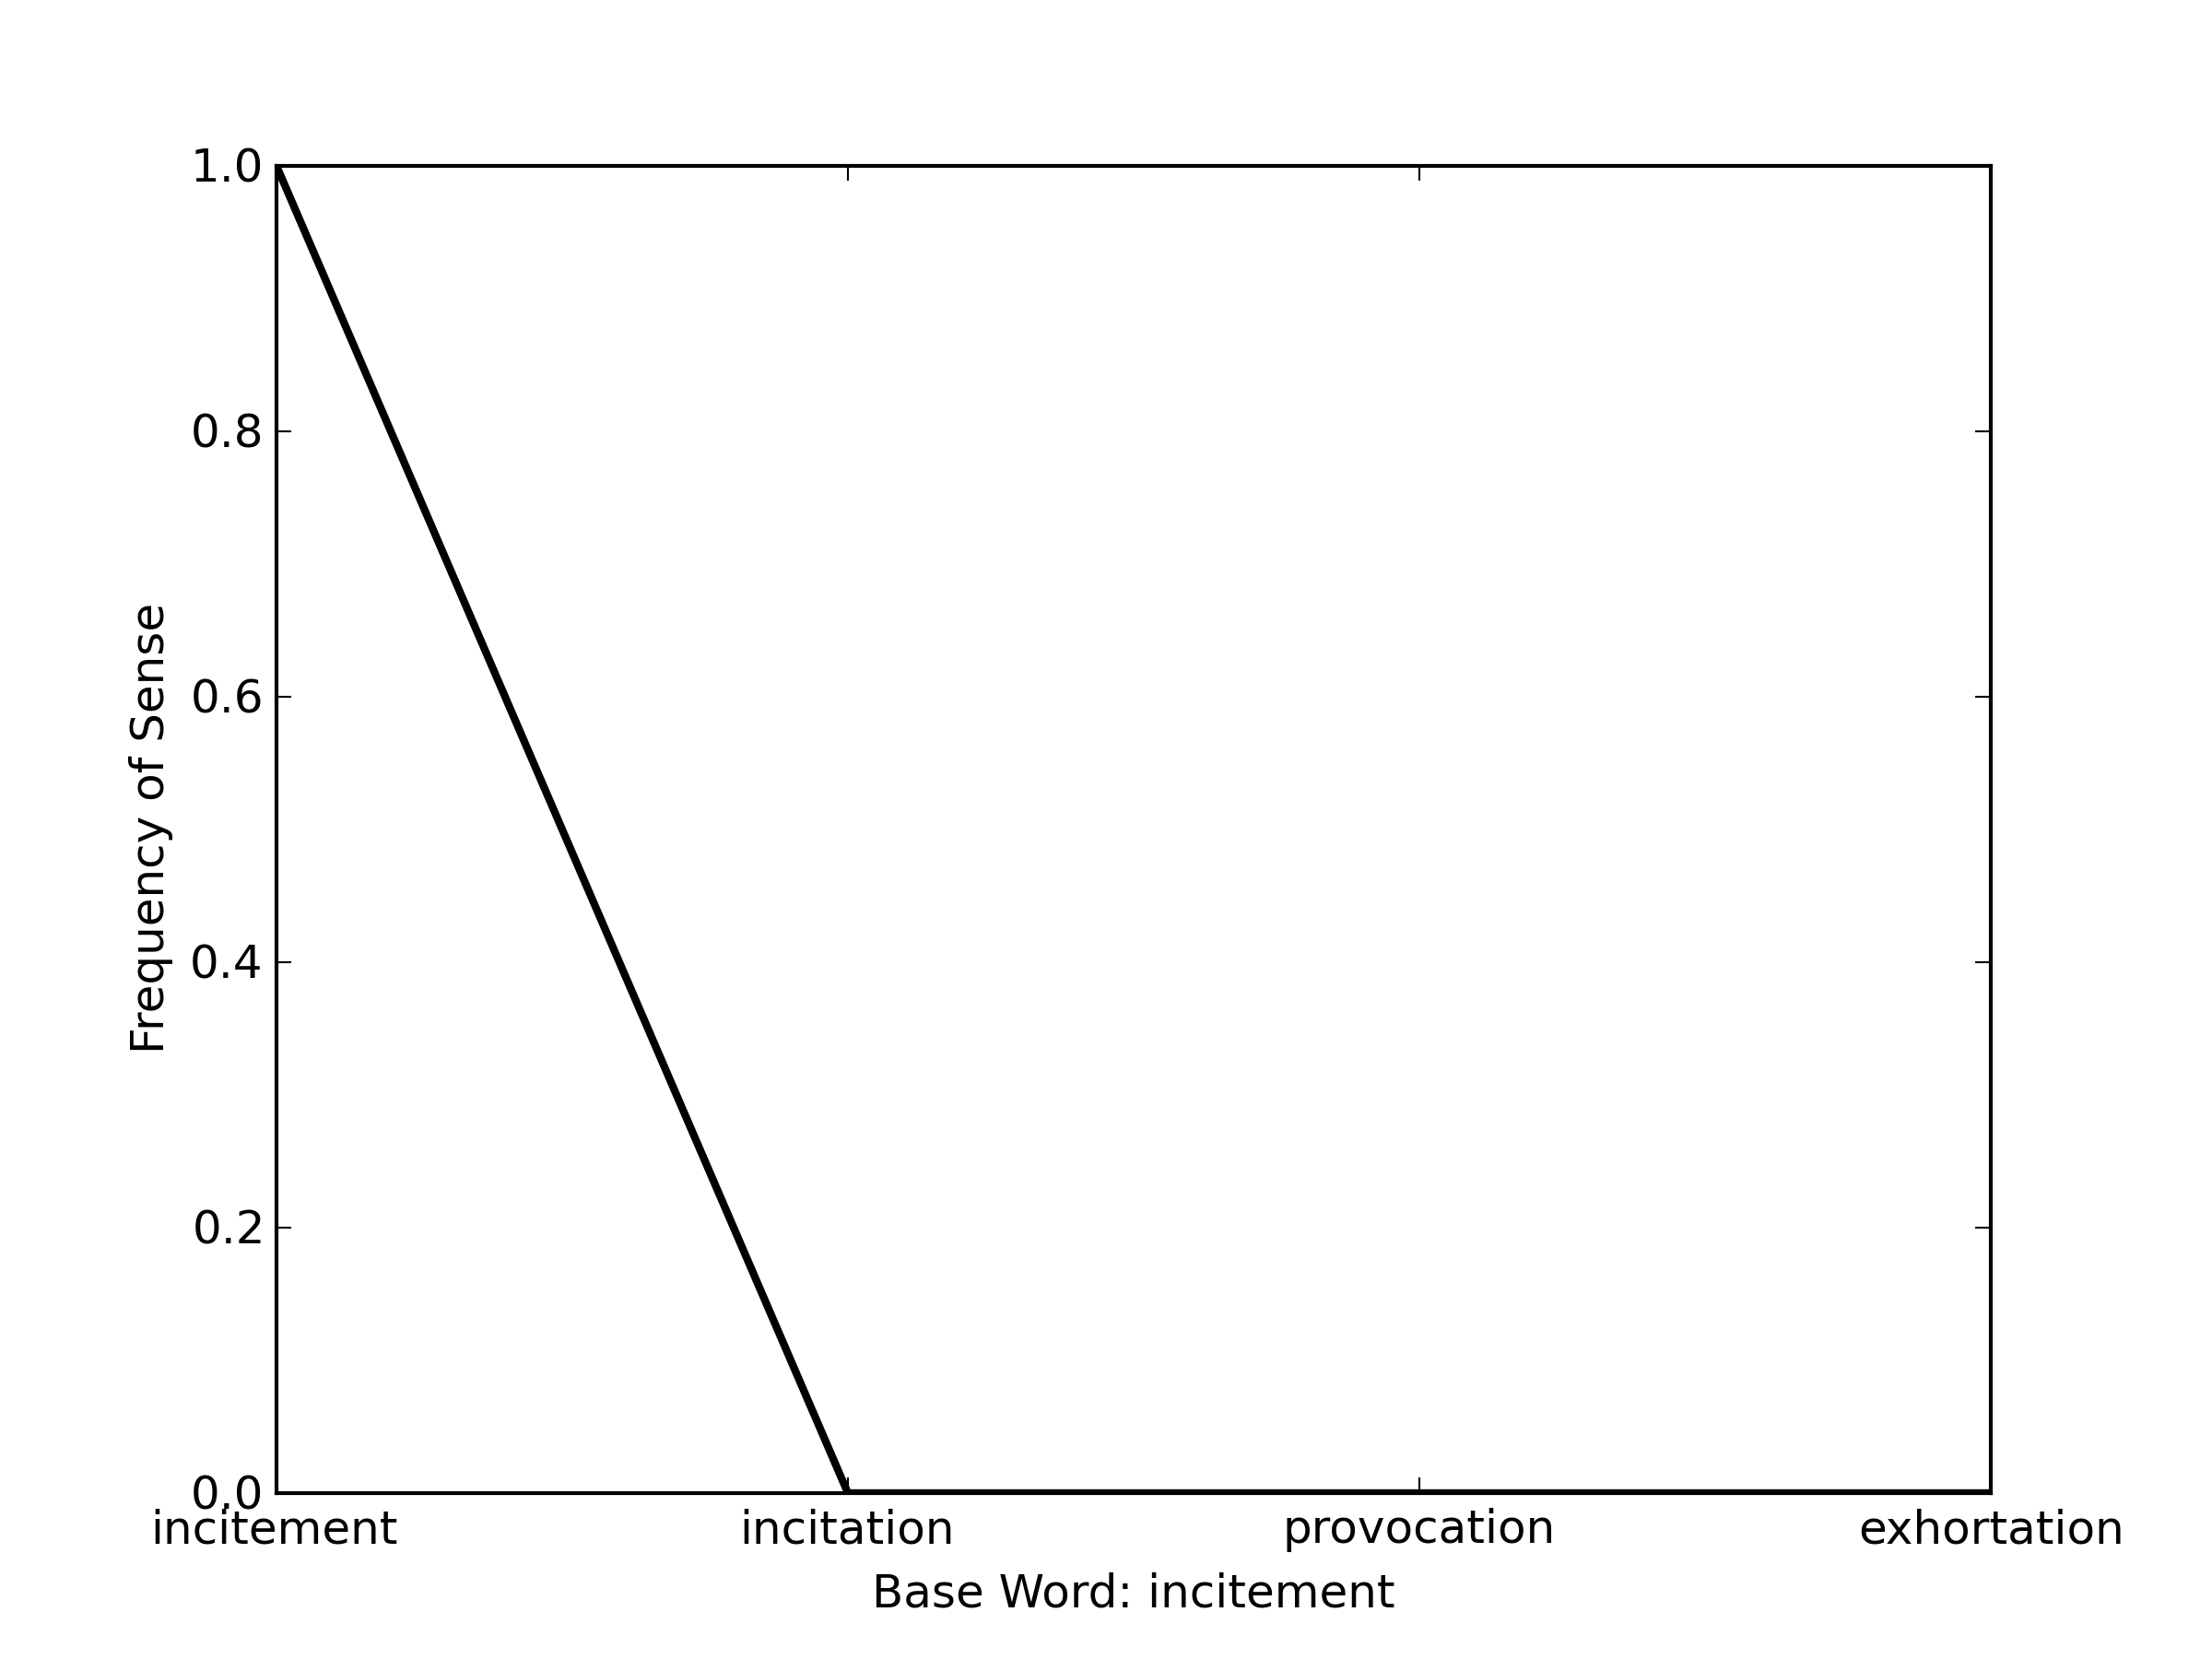 1.0
0.8
0.6
0.4
0.2
0.0
Frequency of Sense
incitement incitation provocation exhortation
Base Word: incitement